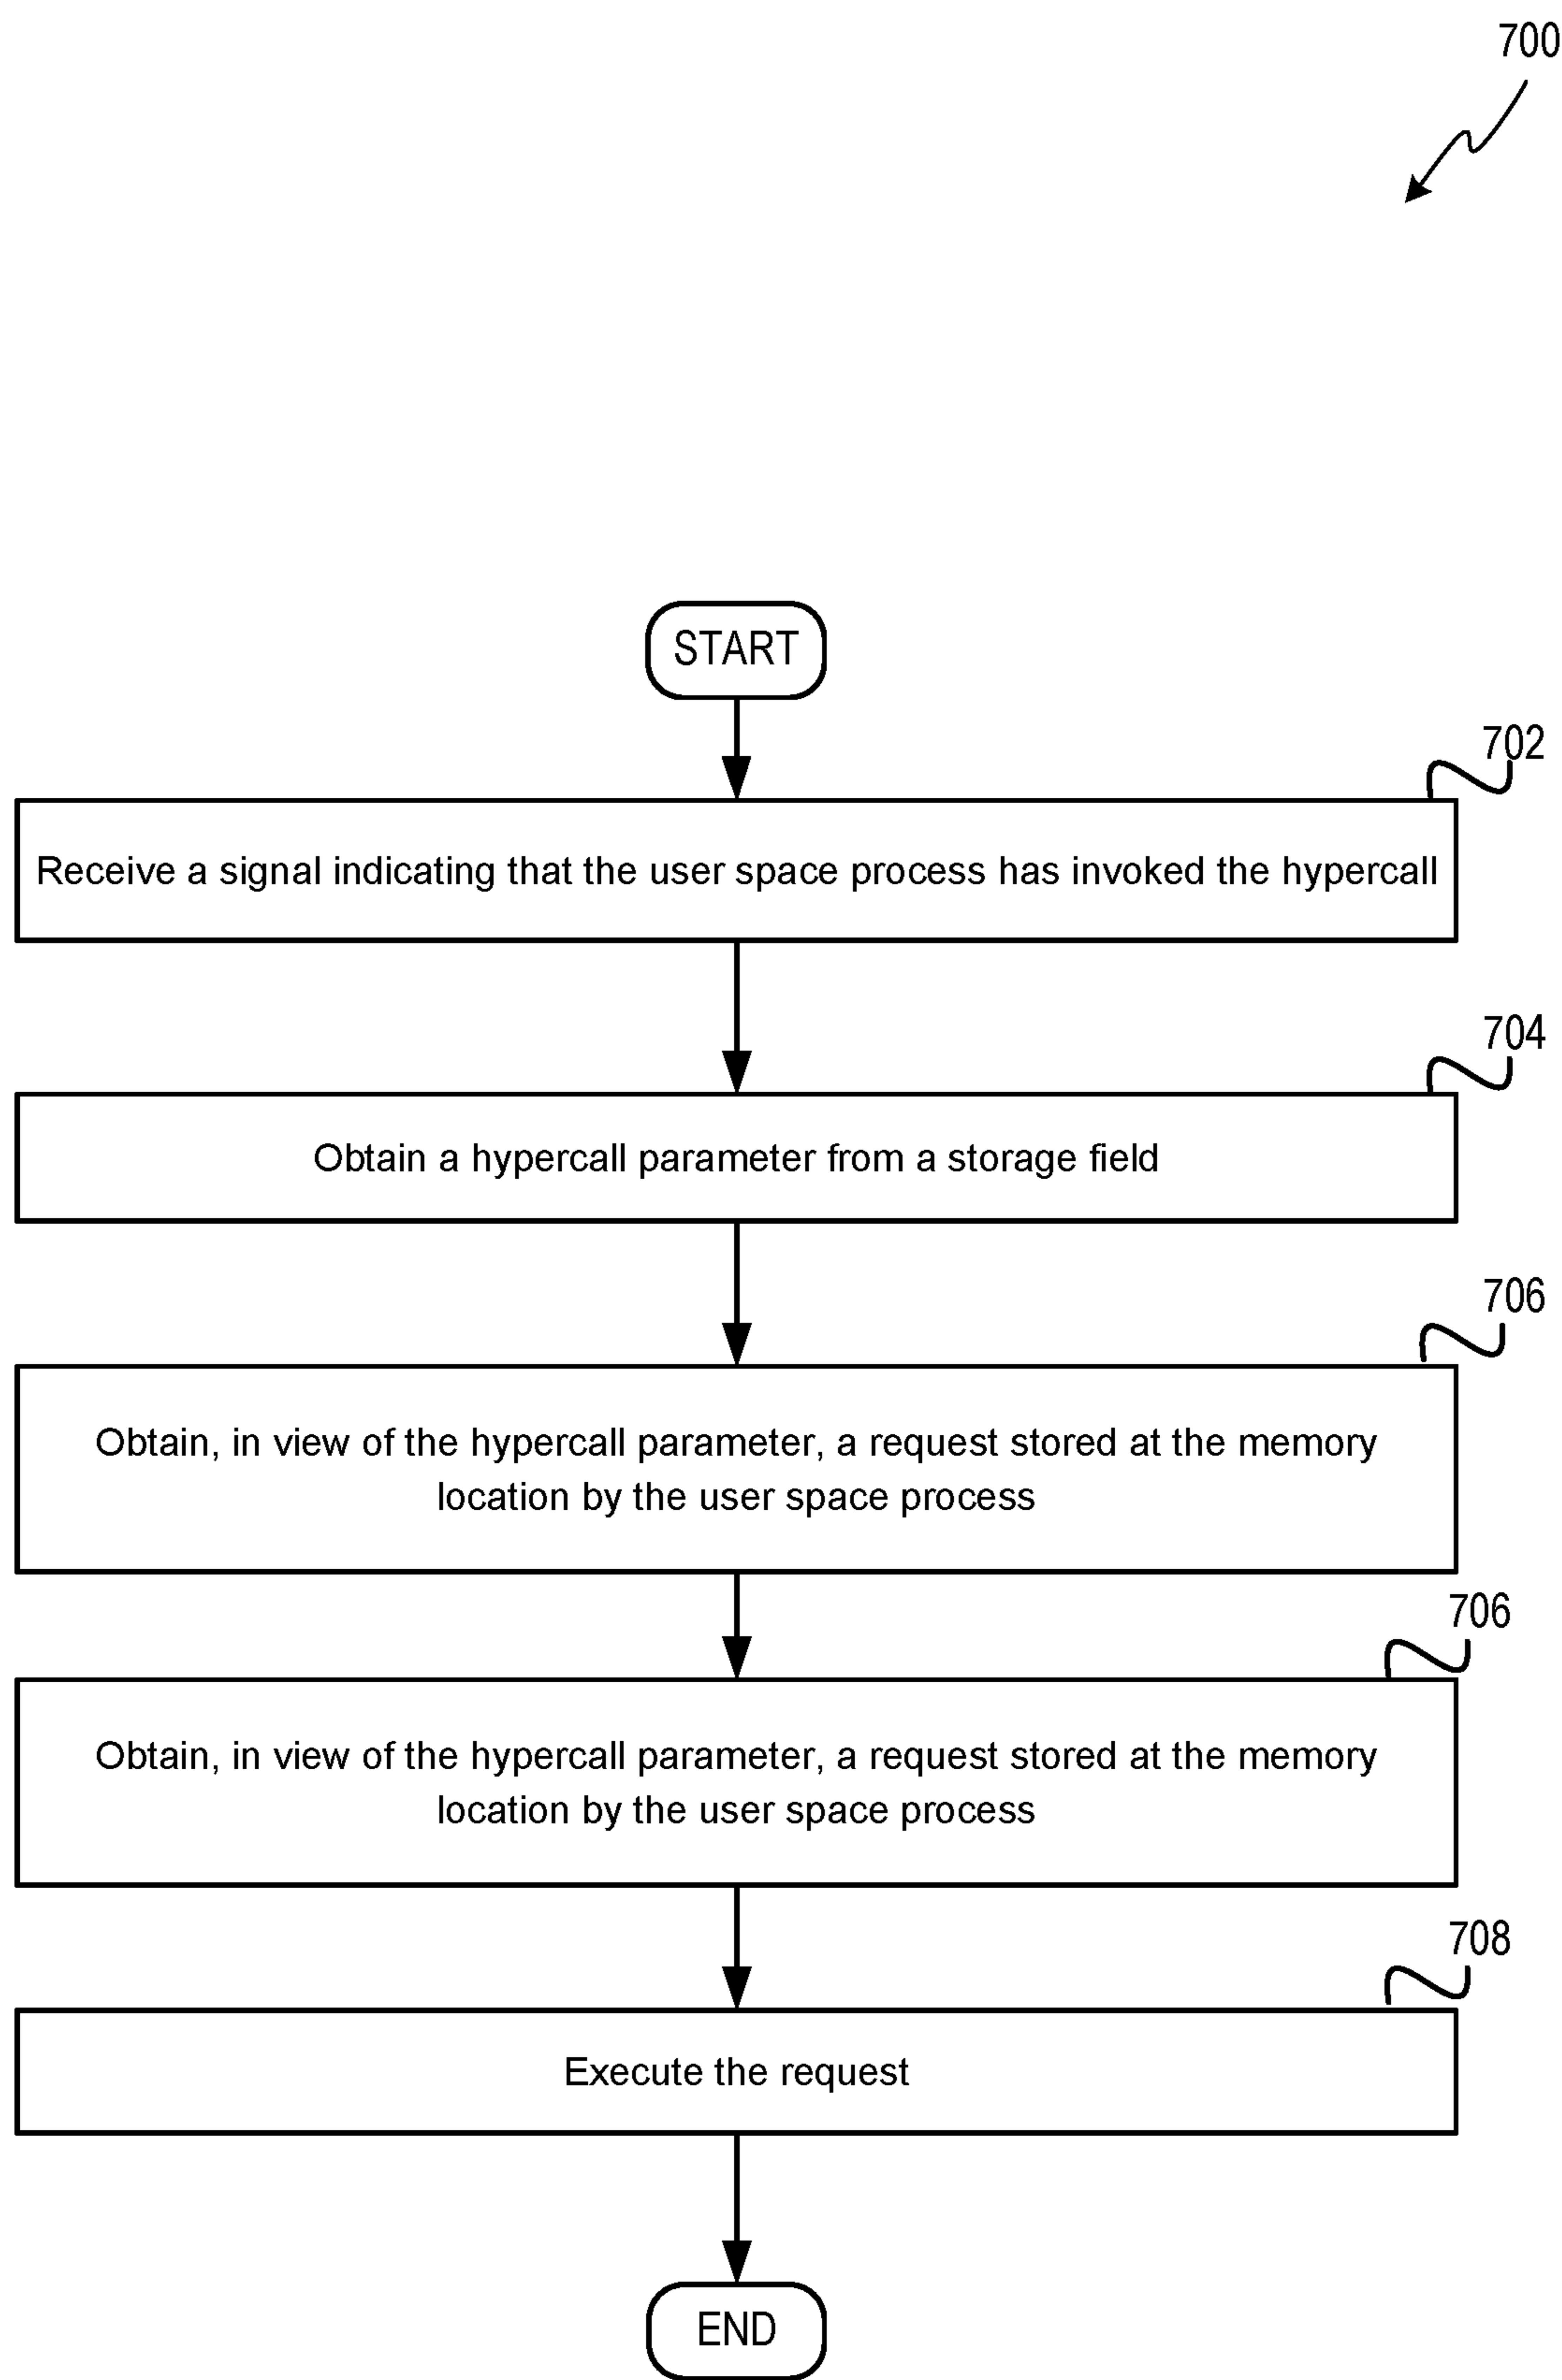 700
START
702
Receive a signal indicating that the user space process has invoked the hypercall
704
Obtain a hypercall parameter from a storage field
706
Obtain, in view of the hypercall parameter, a request stored at the memory
location by the user space process
706
Obtain, in view of the hypercall parameter, a request stored at the memory
location by the user space process
708
Execute the request
END